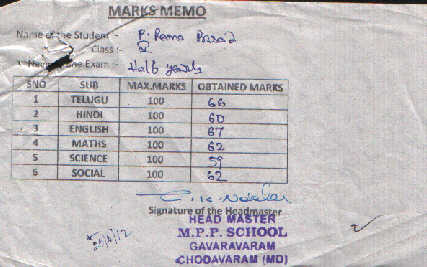 MARKS MEMO
Name of the Student :- P. Rama Prasad
Class :- V
Name of the Exam :- Half yearly
SNO SUB MAX.MARKS OBTAINED MARKS
1 TELUGU 100 66
2 HINDI 100 60
3 ENGLISH 100 67
4 MATHS 100 62
5 SCIENCE 100 59
6 SOCIAL 100 62
Signature of the Headmaster
HEAD MASTER
M.P.P. SCHOOL
GAVARAVARAM
CHODAVARAM (MD)